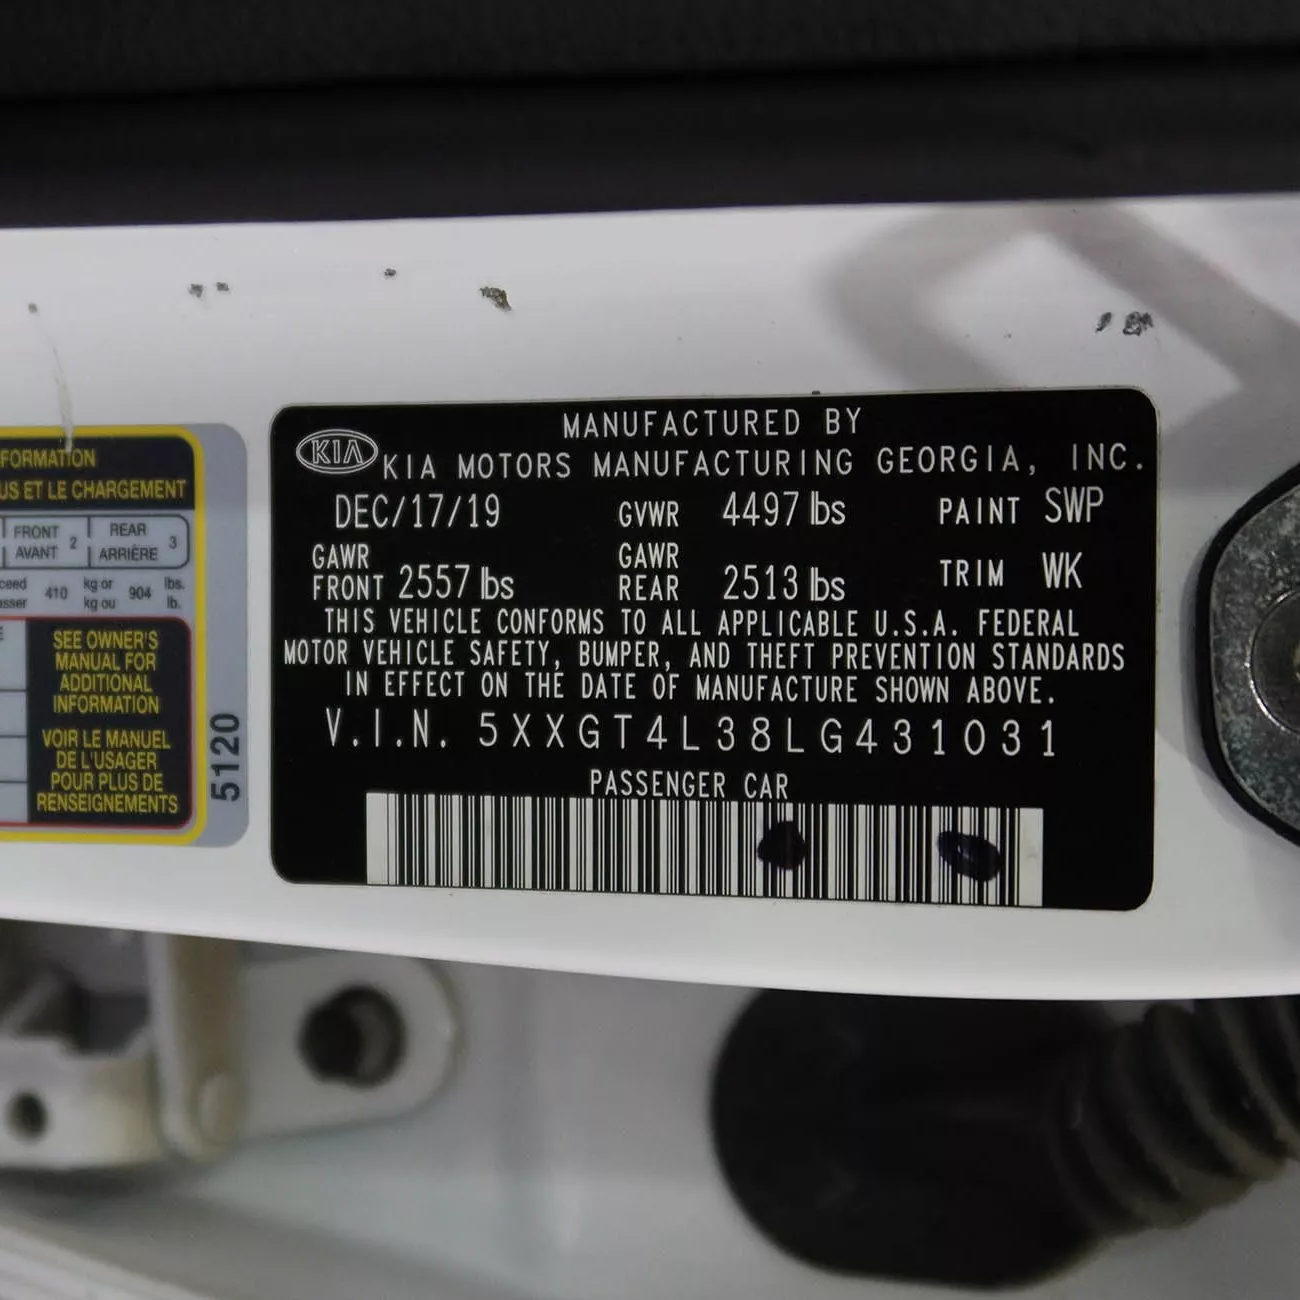 FORMATION
US ET LE CHARGEMENT
FRONT
AVANT 2
REAR
ARRIÈRE 3
410 kg or
kg ou 904 lbs.
lb.
SEE OWNER'S
MANUAL FOR
ADDITIONAL
INFORMATION
VOIR LE MANUEL
DE L'USAGER
POUR PLUS DE
RENSEIGNEMENTS
5120
MANUFACTURED BY
KIA KIA MOTORS MANUFACTURING GEORGIA, INC.
DEC/17/19 GVWR 4497 lbs PAINT SWP
GAWR
FRONT 2557 lbs
GAWR
REAR 2513 lbs
TRIM WK
THIS VEHICLE CONFORMS TO ALL APPLICABLE U.S.A. FEDERAL
MOTOR VEHICLE SAFETY, BUMPER, AND THEFT PREVENTION STANDARDS
IN EFFECT ON THE DATE OF MANUFACTURE SHOWN ABOVE.
V.I.N. 5XXGT4L38LG431031
PASSENGER CAR